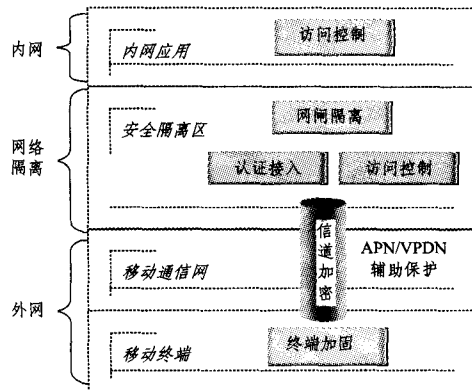 访问控制
内网
内网应用
网闸隔离
安全隔离区
网络
隔离
认证接入
访问控制
信道加密
APN/VPDN
辅助保护
移动通信网
外网
终端加固
移动终端